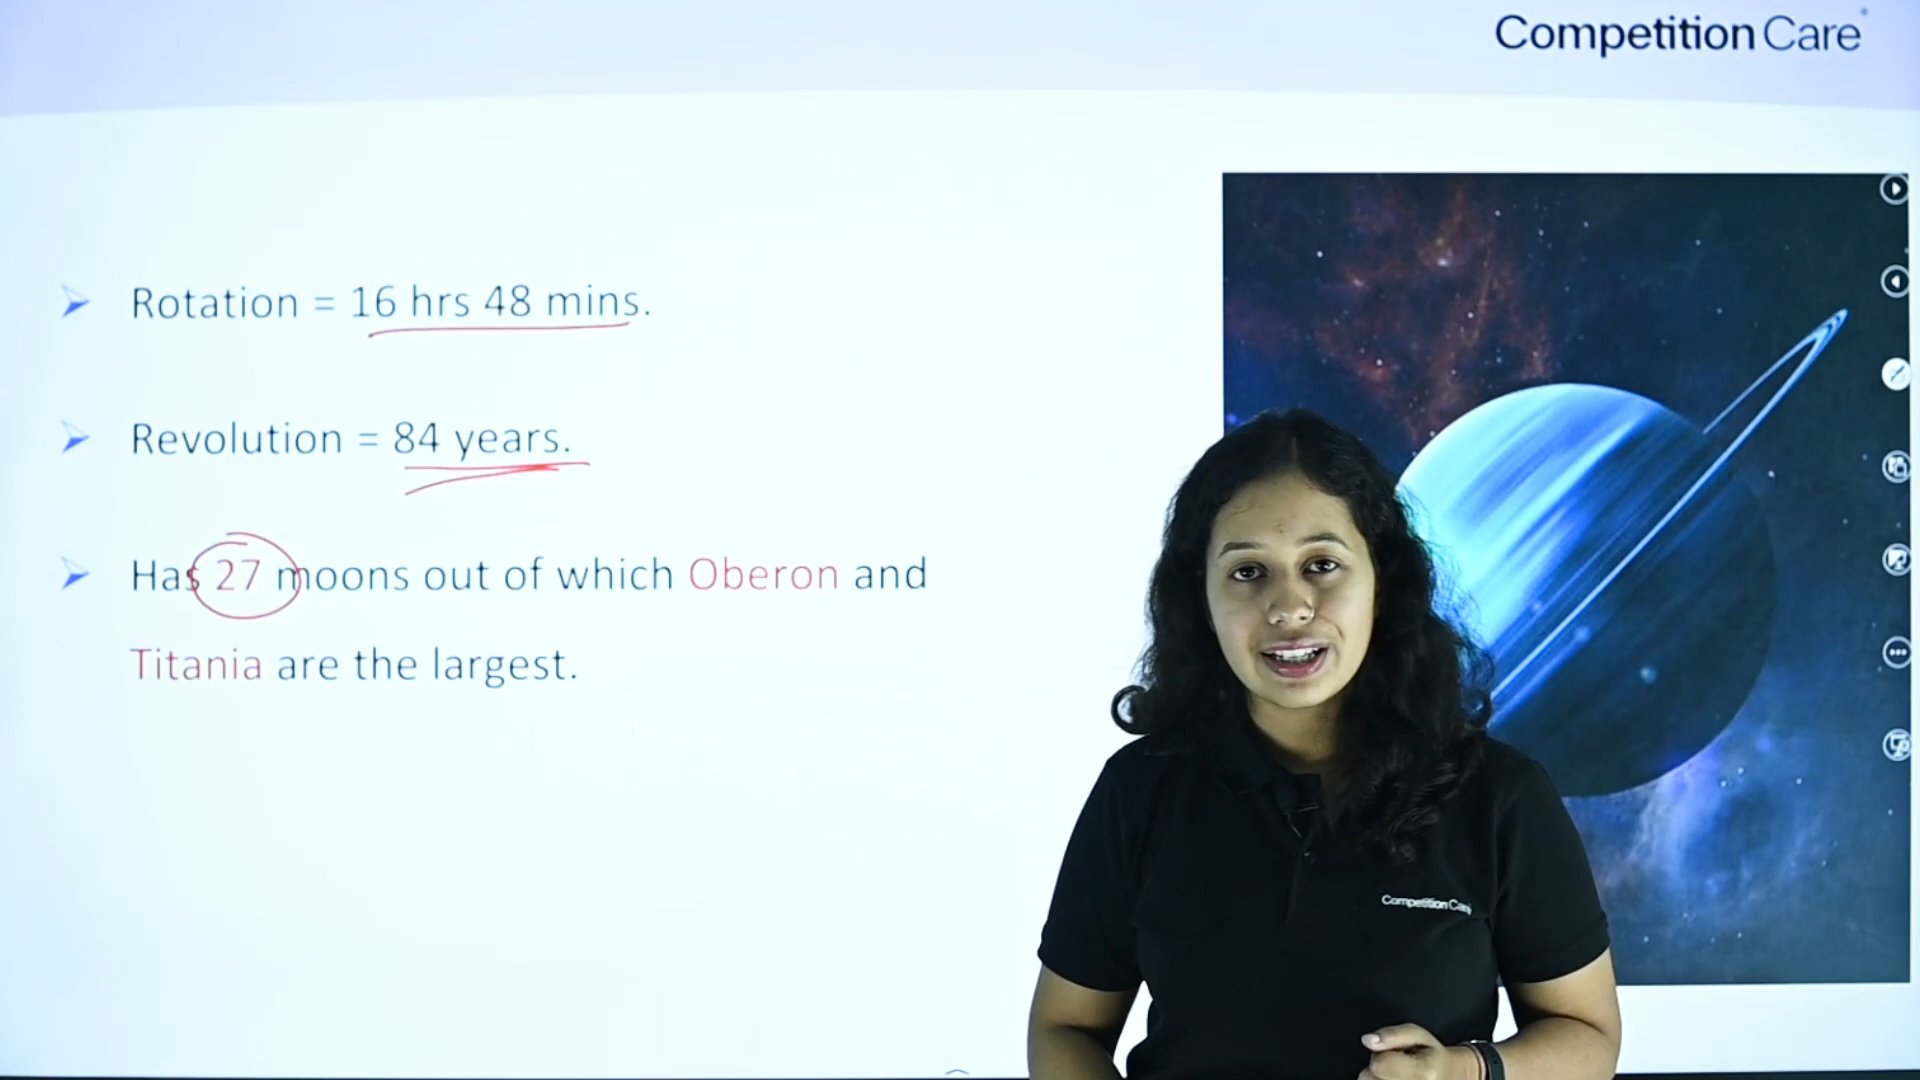 Competition Care
Rotation = 16 hrs 48 mins.
Revolution = 84 years.
Has 27 moons out of which Oberon and
Titania are the largest.
Competition Care